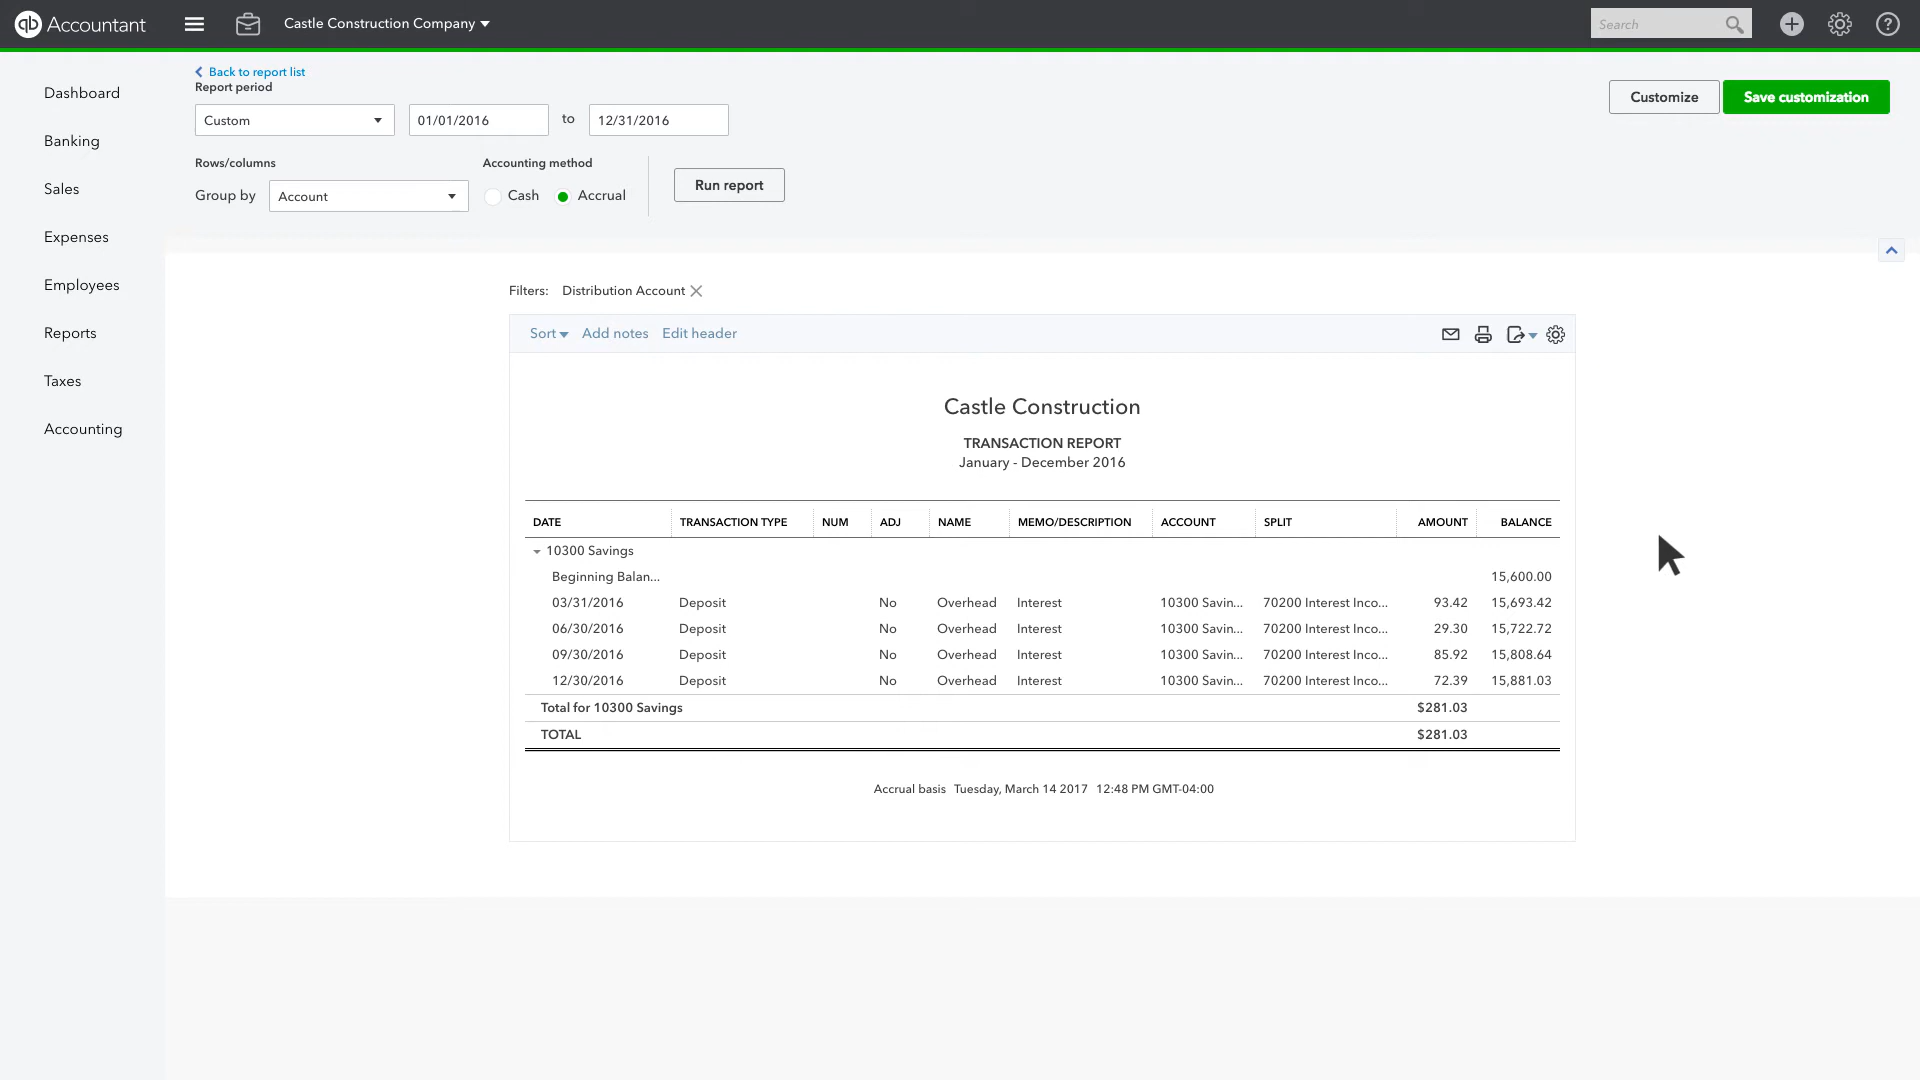 qb Accountant
Castle Construction Company
Search
Dashboard
Banking
Sales
Expenses
Employees
Reports
Taxes
Accounting
Back to report list
Report period
Custom 01/01/2016 to 12/31/2016
Customize Save customization
Rows/columns Accounting method
Group by Account Cash Accrual Run report
Filters: Distribution Account
Sort Add notes Edit header
Castle Construction
TRANSACTION REPORT
January - December 2016
DATE TRANSACTION TYPE NUM ADJ NAME MEMO/DESCRIPTION ACCOUNT SPLIT AMOUNT BALANCE
10300 Savings
Beginning Balan... 15,600.00
03/31/2016 Deposit No Overhead Interest 10300 Savin... 70200 Interest Inco... 93.42 15,693.42
06/30/2016 Deposit No Overhead Interest 10300 Savin... 70200 Interest Inco... 29.30 15,722.72
09/30/2016 Deposit No Overhead Interest 10300 Savin... 70200 Interest Inco... 85.92 15,808.64
12/30/2016 Deposit No Overhead Interest 10300 Savin... 70200 Interest Inco... 72.39 15,881.03
Total for 10300 Savings $281.03
TOTAL $281.03
Accrual basis Tuesday, March 14 2017 12:48 PM GMT-04:00